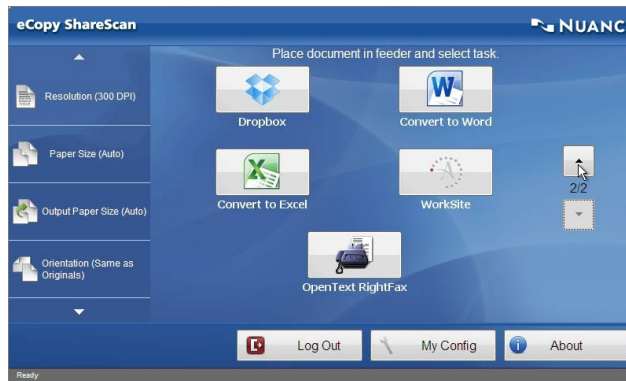 eCopy ShareScan
NUANC
Place document in feeder and select task.
Resolution (300 DPI)
Paper Size (Auto)
Output Paper Size (Auto)
Orientation (Same as
Originals)
Dropbox
Convert to Word
Convert to Excel
WorkSite
OpenText RightFax
2/2
Log Out
My Config
About
Ready